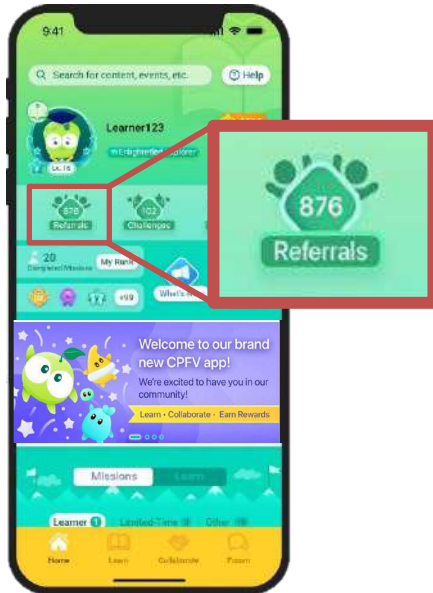 9:41
Search for content, events, etc.
Help
Learner123
Enlightened Explorer
Lv. 16
876
Referrals
102
Challenges
876
Referrals
20
Completed Missions
My Rank
+99
What's
Welcome to our brand
new CPFV app!
We're excited to have you in our
community!
Learn • Collaborate • Earn Rewards
Missions
Learn
Learner 1
Limited-Time
Other
Home
Learn
Collaborate
Forum